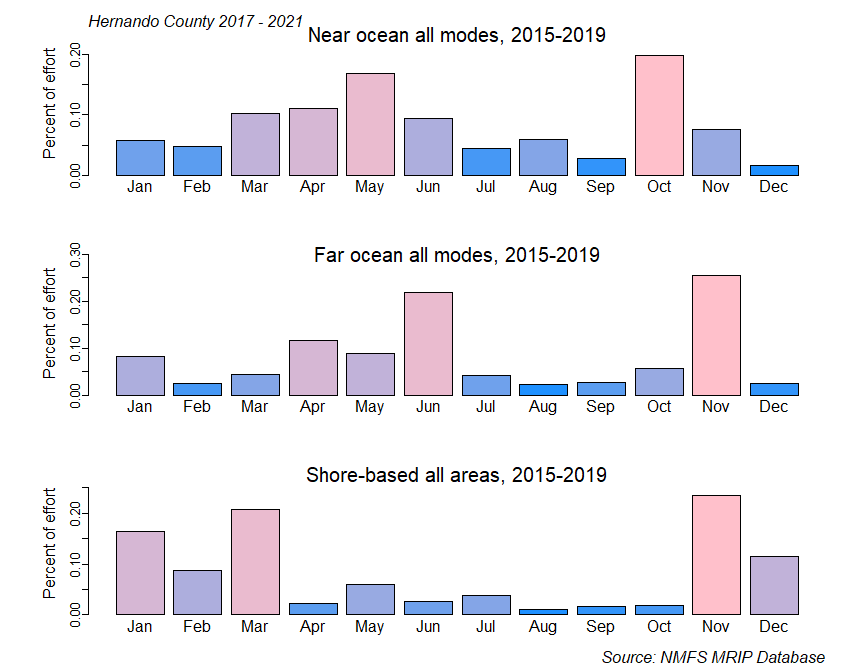 Hernando County 2017 - 2021
Near ocean all modes, 2015-2019
Percent of effort
0.20
0.10
0.00
Jan Feb Mar Apr May Jun Jul Aug Sep Oct Nov Dec
Far ocean all modes, 2015-2019
Percent of effort
0.30
0.20
0.10
0.00
Jan Feb Mar Apr May Jun Jul Aug Sep Oct Nov Dec
Shore-based all areas, 2015-2019
Percent of effort
0.20
0.10
0.00
Jan Feb Mar Apr May Jun Jul Aug Sep Oct Nov Dec
Source: NMFS MRIP Database